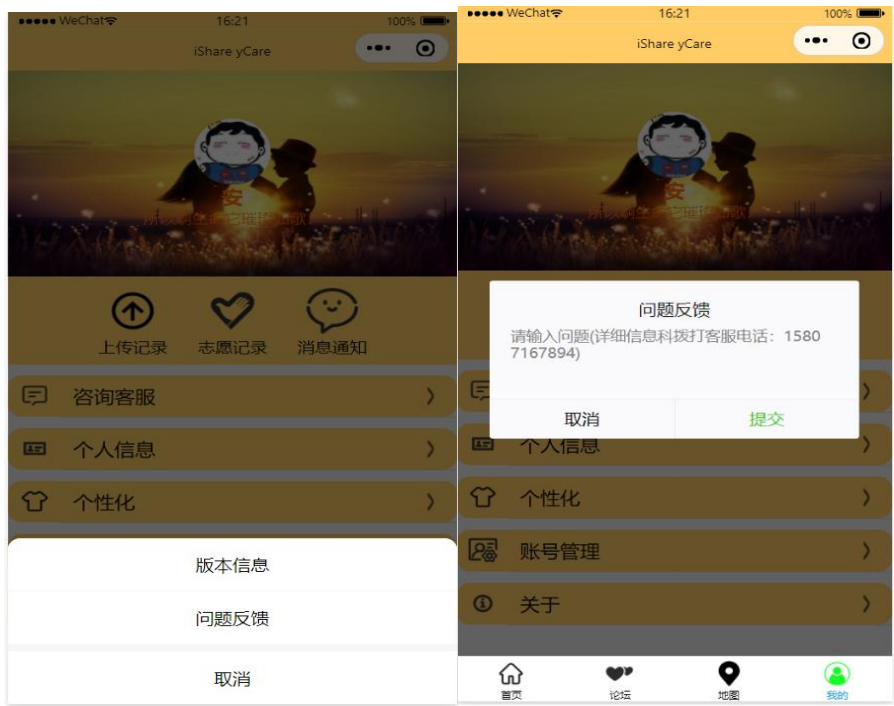 WeChat
16:21
100%
iShare yCare
安
上传记录
志愿记录
消息通知
咨询客服
个人信息
个性化
版本信息
问题反馈
取消
WeChat
16:21
100%
iShare yCare
安
问题反馈
请输入问题(详细信息科拨打客服电话：1580
7167894)
取消
提交
个人信息
个性化
账号管理
关于
首页
论坛
地图
我的